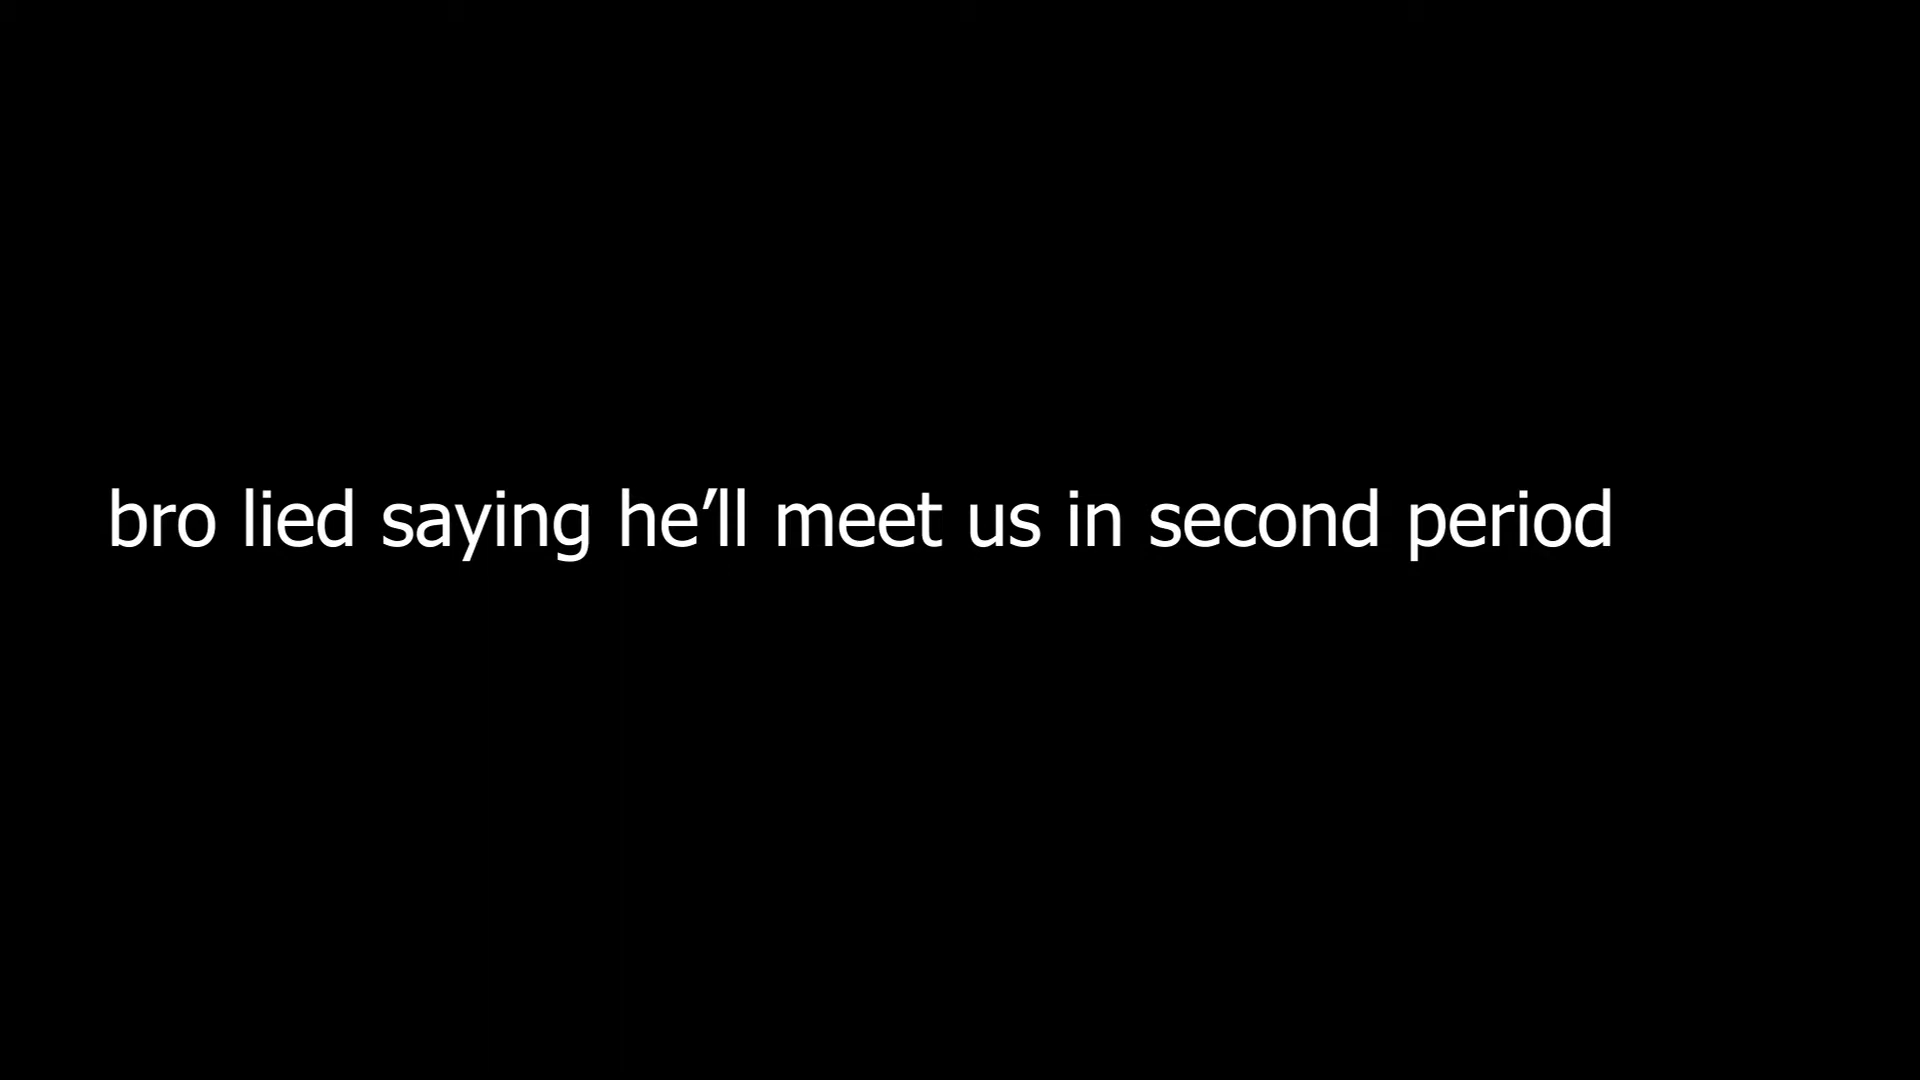 bro lied saying he’ll meet us in second period